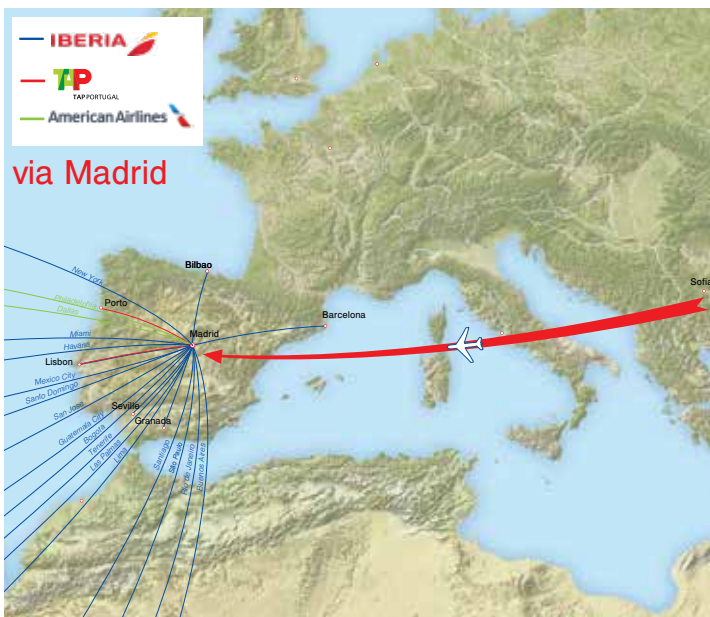 IBERIA
TAP
TAP PORTUGAL
American Airlines
via Madrid
Bilbao
New York
Sofia
Philadelphia
Porto
Dallas
Barcelona
Miami
Madrid
Havana
Lisbon
Mexico City
Santo Domingo
San Jose
Seville
Granada
Guatemala City
Bogota
Tenerife
Las Palmas
Lima
Santiago
São Paulo
Rio de Janeiro
Buenos Aires